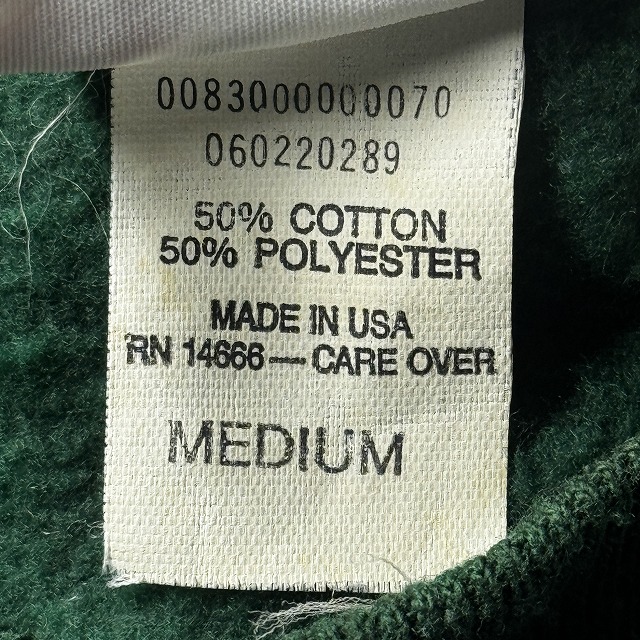 0083000000070
060220289
50% COTTON
50% POLYESTER
MADE IN USA
RN 14666—CARE OVER
MEDIUM